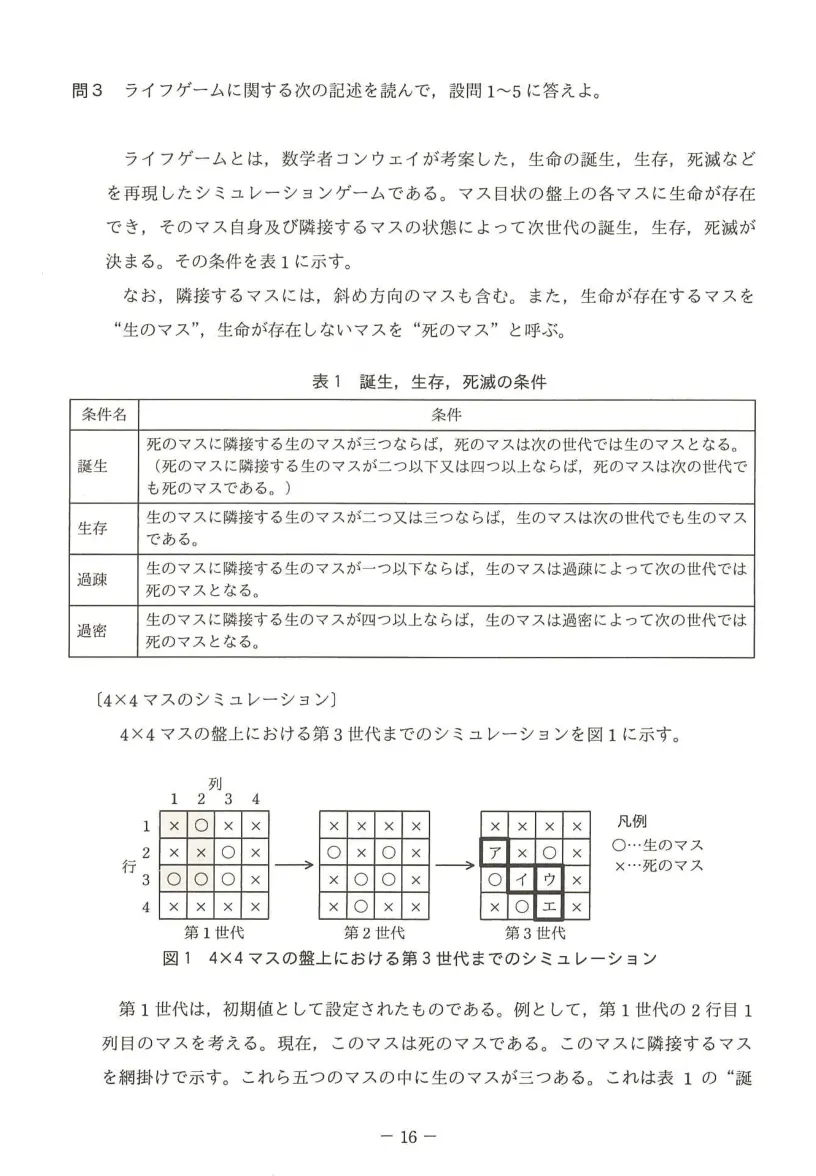 問3 ライフゲームに関する次の記述を読んで，設問1～5に答えよ。
ライフゲームとは，数学者コンウェイが考案した，生命の誕生，生存，死滅など
を再現したシミュレーションゲームである。マス目状の盤上の各マスに生命が存在
でき，そのマス自身及び隣接するマスの状態によって次世代の誕生，生存，死滅が
決まる。その条件を表1に示す。
なお，隣接するマスには，斜め方向のマスも含む。また，生命が存在するマスを
“生のマス”，生命が存在しないマスを“死のマス”と呼ぶ。
表1 誕生，生存，死滅の条件
条件名 条件
誕生 死のマスに隣接する生のマスが三つならば，死のマスは次の世代では生のマスとなる。
（死のマスに隣接する生のマスが二つ以下又は四つ以上ならば，死のマスは次の世代で
も死のマスである。）
生存 生のマスに隣接する生のマスが二つ又は三つならば，生のマスは次の世代でも生のマス
である。
過疎 生のマスに隣接する生のマスが一つ以下ならば，生のマスは過疎によって次の世代では
死のマスとなる。
過密 生のマスに隣接する生のマスが四つ以上ならば，生のマスは過密によって次の世代では
死のマスとなる。
〔4×4マスのシミュレーション〕
4×4マスの盤上における第3世代までのシミュレーションを図1に示す。
列
1 2 3 4
行
1 × ○ × × × × × × × × × ×
2 × × ○ × ○ × ○ × ア × ○ ×
3 ○ ○ ○ × × ○ ○ × ○ イ ウ ×
4 × × × × × ○ × × × ○ エ ×
凡例
○…生のマス
×…死のマス
第1世代 第2世代 第3世代
図1 4×4マスの盤上における第3世代までのシミュレーション
第1世代は，初期値として設定されたものである。例として，第1世代の2行目1
列目のマスを考える。現在，このマスは死のマスである。このマスに隣接するマス
を網掛けで示す。これら五つのマスの中に生のマスが三つある。これは表1の“誕
－ 16 －